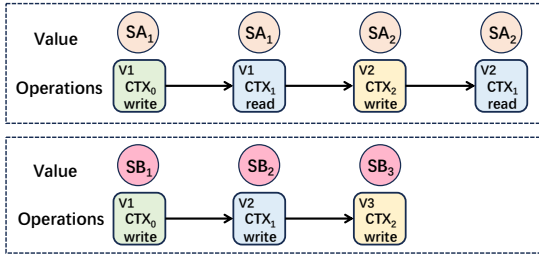 Value SA₁ SA₁ SA₂ SA₂
V1 V1 V2 V2
Operations CTX₀ CTX₁ CTX₂ CTX₁
write read write read
Value SB₁ SB₂ SB₃
V1 V2 V3
Operations CTX₀ CTX₁ CTX₂
write write write